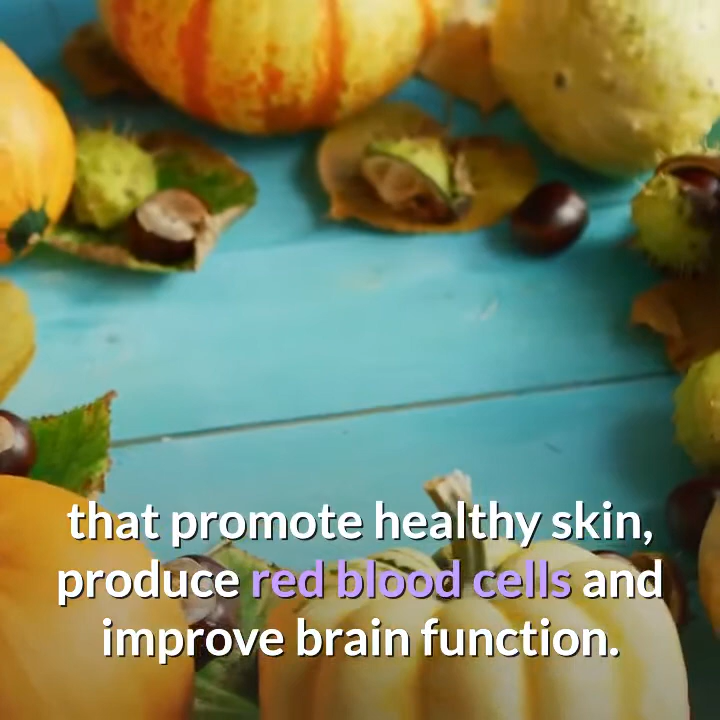 that promote healthy skin,
produce red blood cells and
improve brain function.